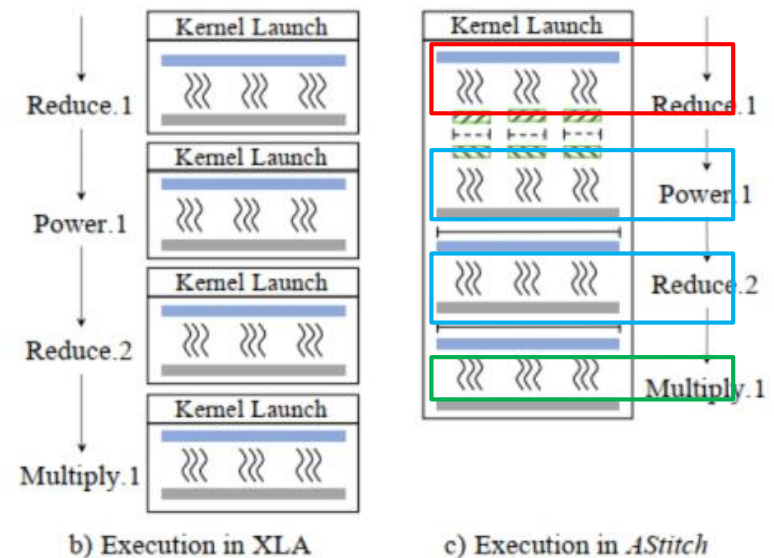 Kernel Launch
Reduce.1
Kernel Launch
Power.1
Kernel Launch
Reduce.2
Kernel Launch
Multiply.1
b) Execution in XLA
Kernel Launch
Reduce.1
Power.1
Reduce.2
Multiply.1
c) Execution in AStitch